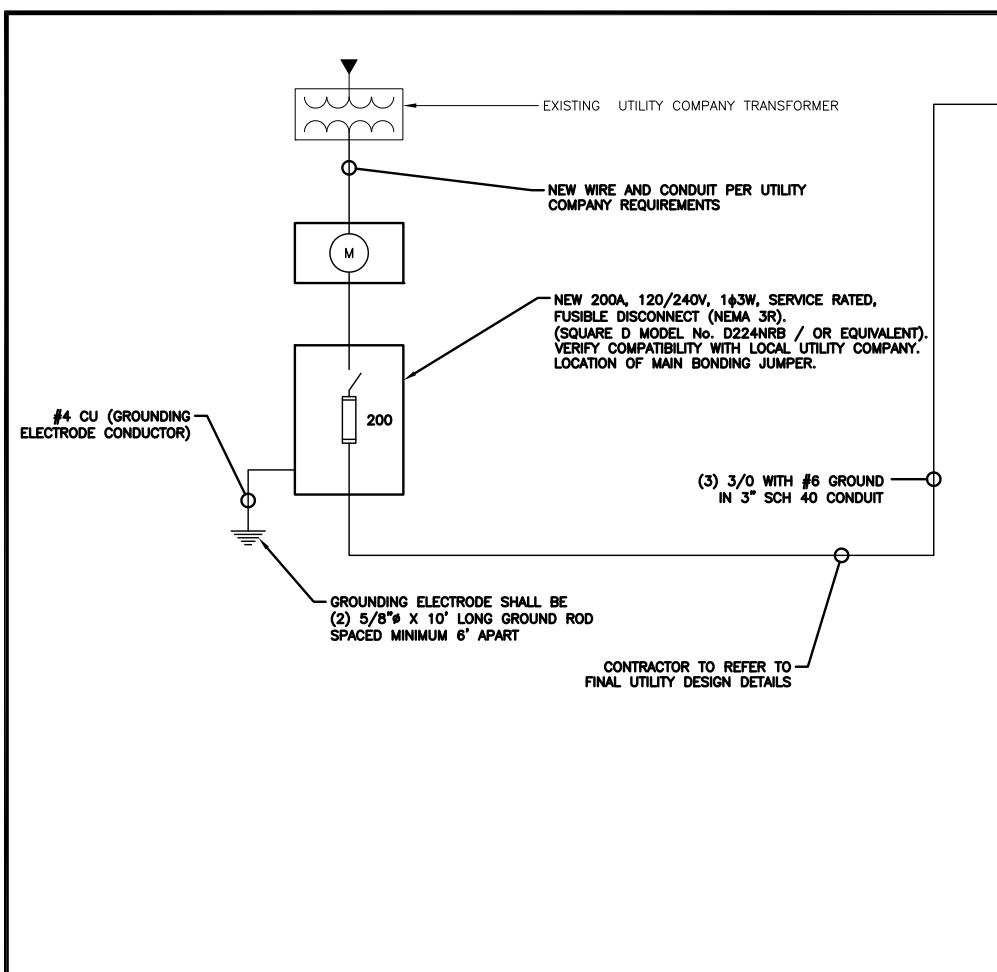 EXISTING UTILITY COMPANY TRANSFORMER
NEW WIRE AND CONDUIT PER UTILITY
COMPANY REQUIREMENTS
M
NEW 200A, 120/240V, 1ϕ3W, SERVICE RATED,
FUSIBLE DISCONNECT (NEMA 3R).
(SQUARE D MODEL No. D224NRB / OR EQUIVALENT).
VERIFY COMPATIBILITY WITH LOCAL UTILITY COMPANY.
LOCATION OF MAIN BONDING JUMPER.
200
#4 CU (GROUNDING
ELECTRODE CONDUCTOR)
(3) 3/0 WITH #6 GROUND
IN 3" SCH 40 CONDUIT
GROUNDING ELECTRODE SHALL BE
(2) 5/8"ø X 10' LONG GROUND ROD
SPACED MINIMUM 6' APART
CONTRACTOR TO REFER TO
FINAL UTILITY DESIGN DETAILS